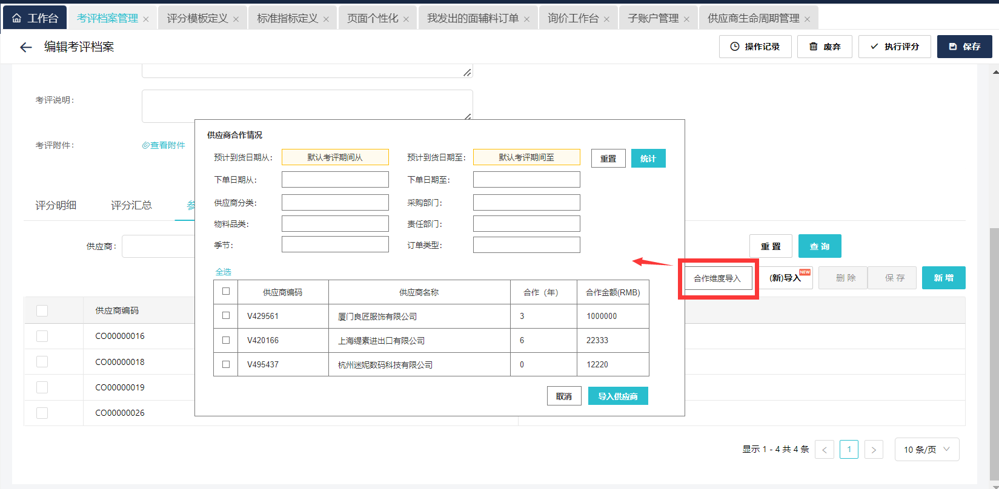 工作台 考评档案管理 × 评分模板定义 × 标准指标定义 × 页面个性化 × 我发出的面辅料订单 × 询价工作台 × 子账户管理 × 供应商生命周期管理 ×
编辑考评档案 操作记录 废弃 执行评分 保存
考评说明:
考评附件: 查看附件
供应商合作情况
预计到货日期从: 默认考评期间从 预计到货日期至: 默认考评期间至 重置 统计
下单日期从: 下单日期至:
供应商分类: 采购部门:
物料品类: 责任部门:
季节: 订单类型:
全选
供应商编码 供应商名称 合作（年） 合作金额(RMB)
V429561 厦门良匠服饰有限公司 3 1000000
V420166 上海缇素进出口有限公司 6 22333
V495437 杭州迷妮数码科技有限公司 0 12220
取消 导入供应商
评分明细 评分汇总 参
供应商: 重置 查询
合作维度导入 (新)导入 NEW 删除 保存 新增
供应商编码
CO00000016
CO00000018
CO00000019
CO00000026
显示 1 - 4 共 4 条 < 1 > 10 条/页